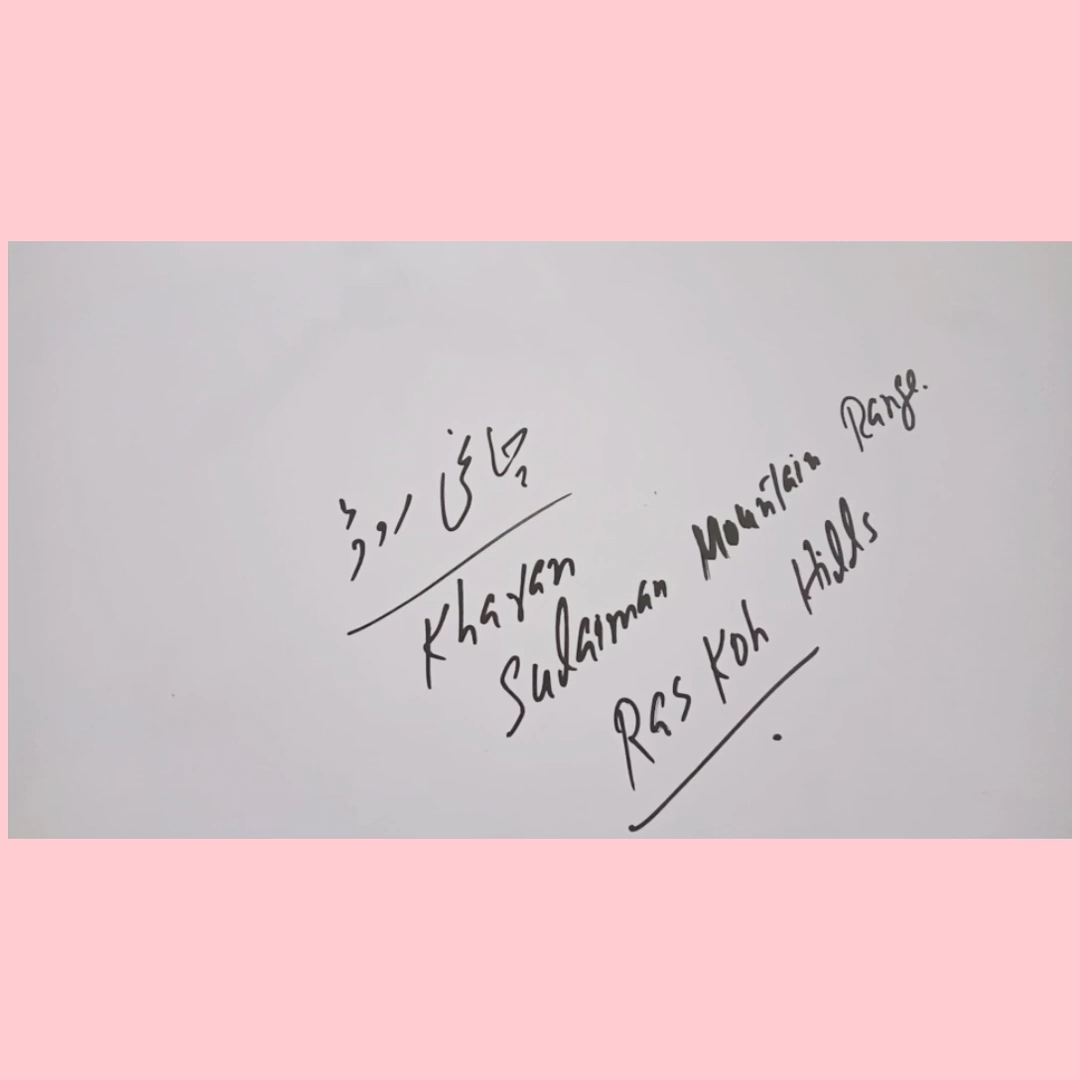 چاغی روڈ
Kharan
Sulaiman Mountain Range.
Ras Koh Hills